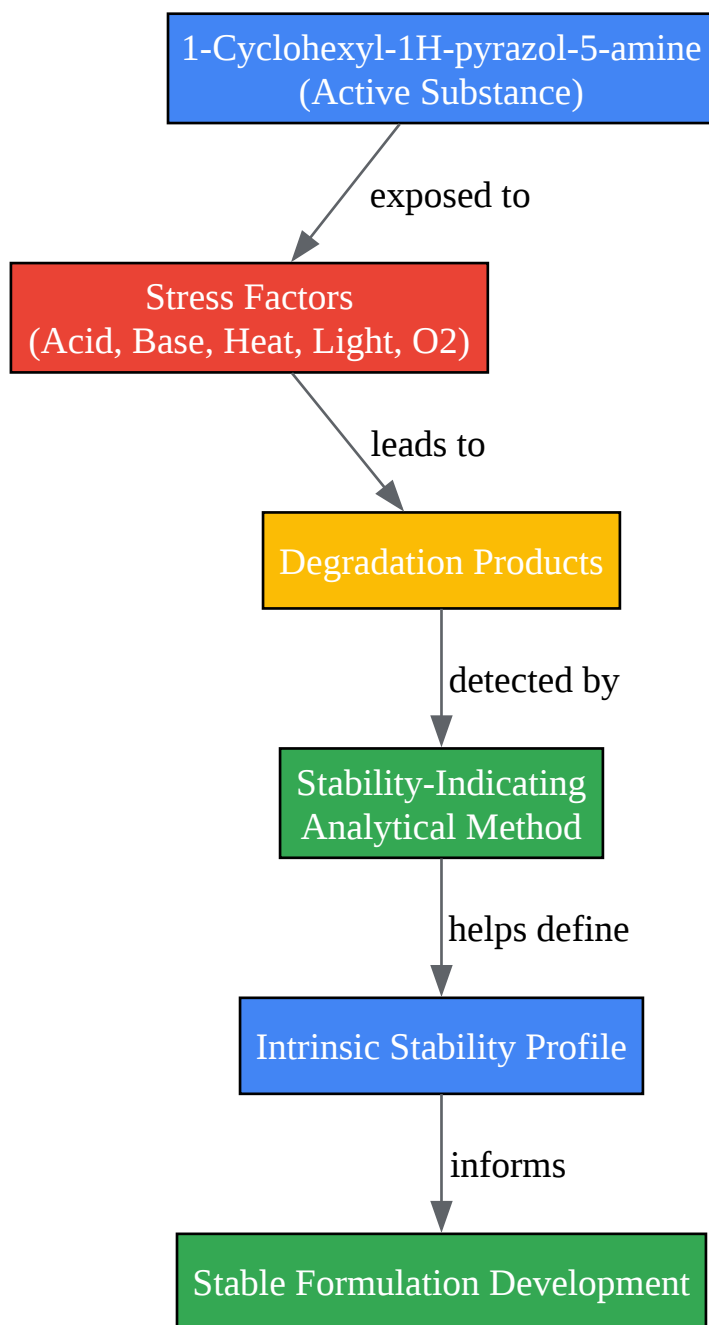 1-Cyclohexyl-1H-pyrazol-5-amine
(Active Substance)
exposed to
Stress Factors
(Acid, Base, Heat, Light, O2)
leads to
Degradation Products
detected by
Stability-Indicating
Analytical Method
helps define
Intrinsic Stability Profile
informs
Stable Formulation Development